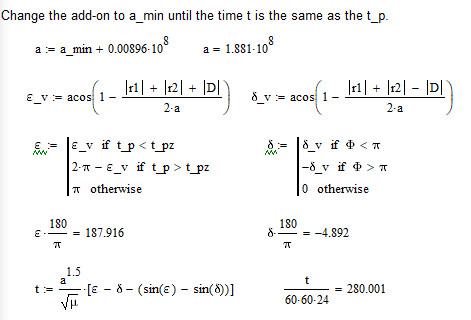 Change the add-on to a_min until the time t is the same as the t_p.
a := a_min + 0.00896·10^8    a = 1.881·10^8
ε_v := acos(1 − (|r1| + |r2| + |D|)/(2·a))    δ_v := acos(1 − (|r1| + |r2| − |D|)/(2·a))
ε := | ε_v if t_p < t_pz    δ := | δ_v if Φ < π
2·π − ε_v if t_p > t_pz    −δ_v if Φ > π
π otherwise    0 otherwise
ε·180/π = 187.916    δ·180/π = −4.892
t := a^1.5/√μ·[ε − δ − (sin(ε) − sin(δ))]    t/(60·60·24) = 280.001